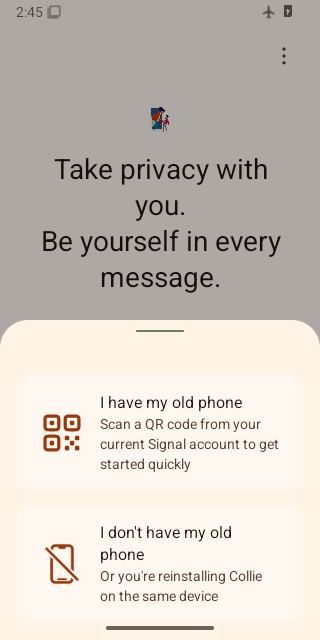 2:45
Take privacy with
you.
Be yourself in every
message.
I have my old phone
Scan a QR code from your
current Signal account to get
started quickly
I don't have my old
phone
Or you're reinstalling Collie
on the same device